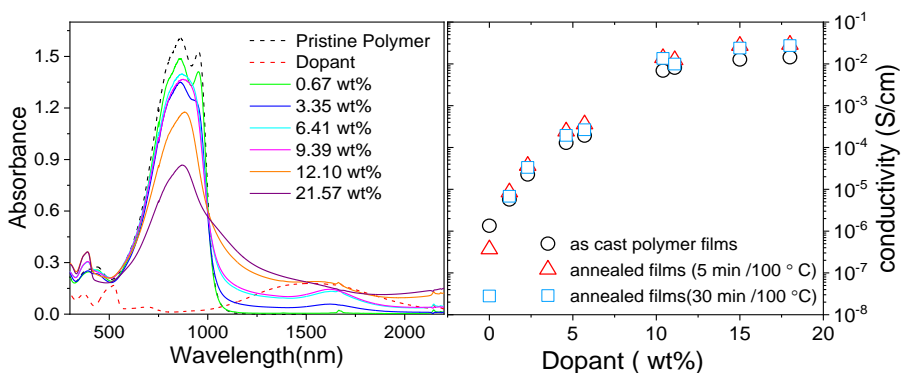 Absorbance
1.5
1.2
0.9
0.6
0.3
0.0
Pristine Polymer
Dopant
0.67 wt%
3.35 wt%
6.41 wt%
9.39 wt%
12.10 wt%
21.57 wt%
500
1000
1500
2000
Wavelength(nm)
10⁻¹
10⁻²
10⁻³
10⁻⁴
10⁻⁵
10⁻⁶
10⁻⁷
10⁻⁸
conductivity (S/cm)
as cast polymer films
annealed films (5 min /100 ° C)
annealed films(30 min /100 °C)
0
5
10
15
20
Dopant ( wt%)